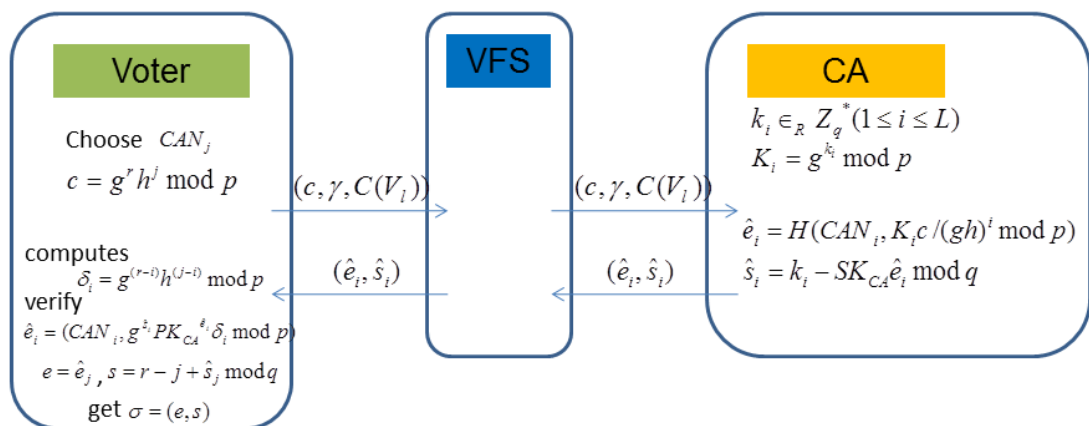 Voter
Choose CAN_j
c = g^r h^j mod p
computes
δ_i = g^(r-i) h^(j-i) mod p
verify
ê_i = (CAN_i, g^ŝ_i PK_CA^ê_i δ_i mod p)
e = ê_j , s = r - j + ŝ_j mod q
get σ = (e, s)
(c, γ, C(V_l))
(ê_i, ŝ_i)
VFS
(c, γ, C(V_l))
(ê_i, ŝ_i)
CA
k_i ∈_R Z_q^* (1 ≤ i ≤ L)
K_i = g^k_i mod p
ê_i = H(CAN_i, K_i c /(gh)^i mod p)
ŝ_i = k_i - SK_CA ê_i mod q